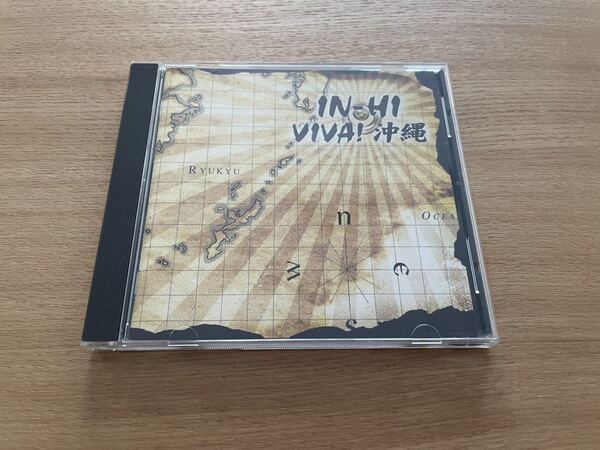 IN-HI
VIVA! 沖縄
RYUKYU
OCEA
n
w e
s